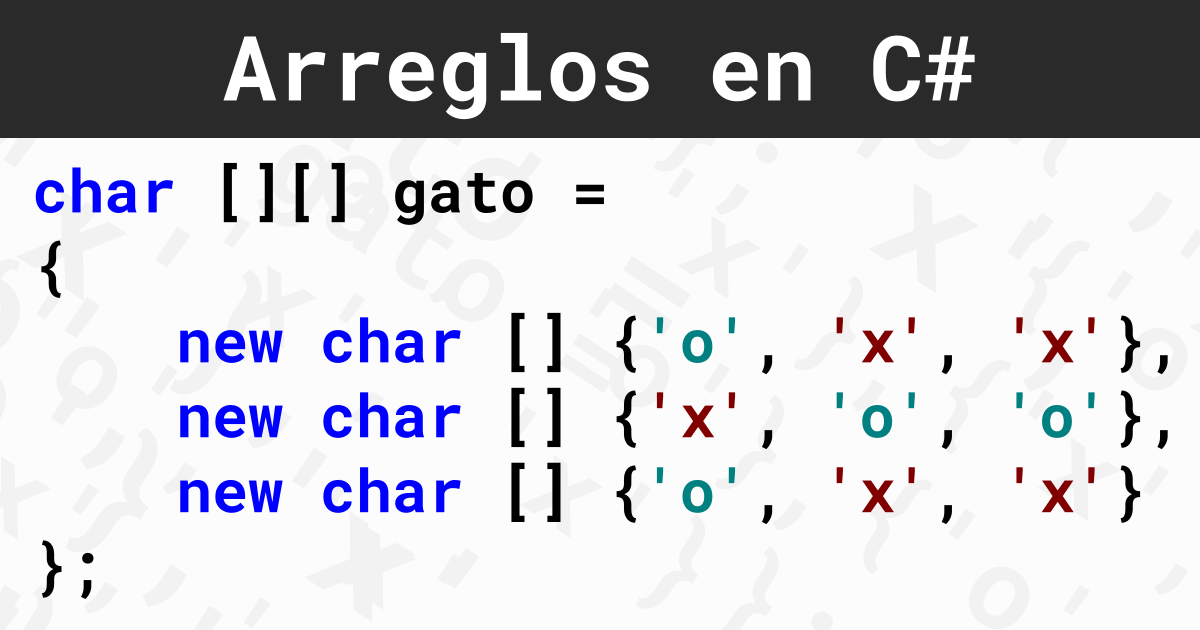 Arreglos en C#
char [][] gato =
{
new char [] {'o', 'x', 'x'},
new char [] {'x', 'o', 'o'},
new char [] {'o', 'x', 'x'}
};